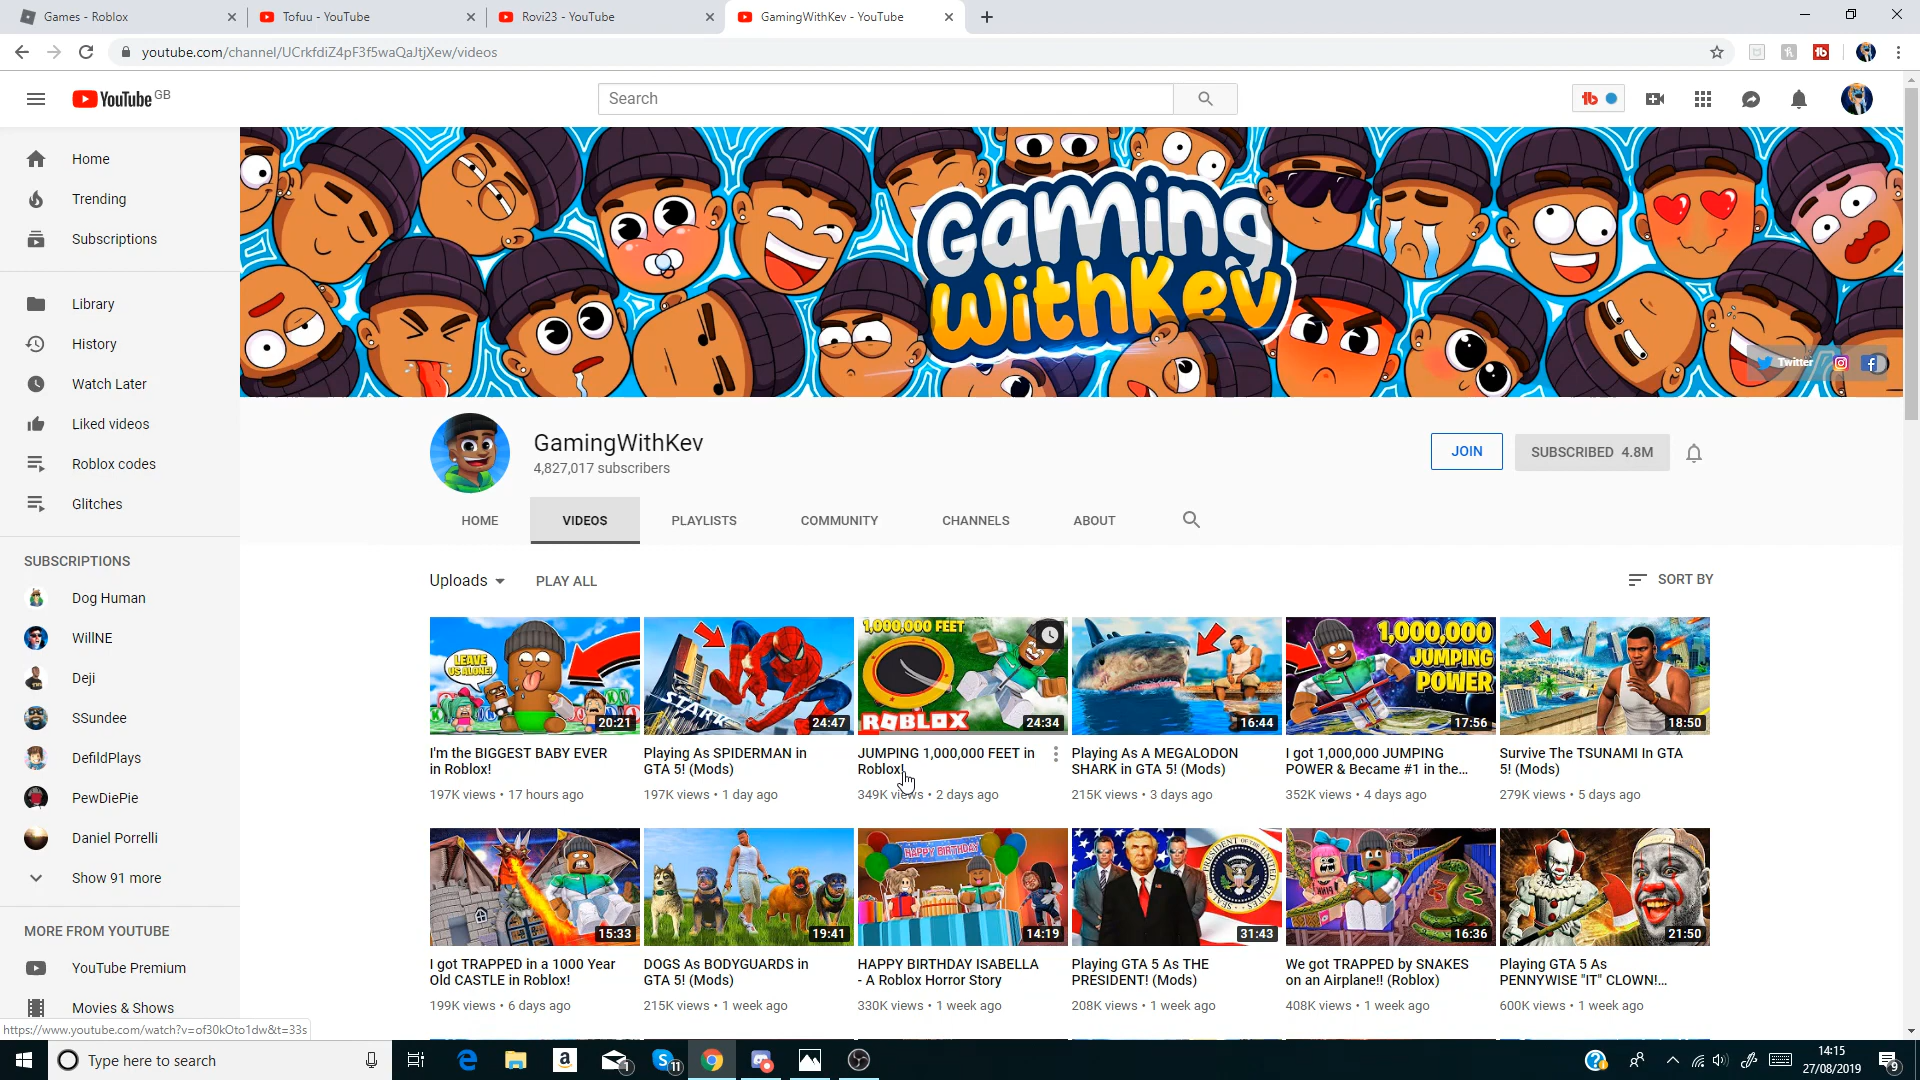 Games - Roblox
Tofuu - YouTube
Rovi23 - YouTube
GamingWithKev - YouTube
youtube.com/channel/UCrkfdiZ4pF3f5waQaJtjXew/videos
YouTube GB
Search
Home
Trending
Subscriptions
Library
History
Watch Later
Liked videos
Roblox codes
Glitches
SUBSCRIPTIONS
Dog Human
WillNE
Deji
SSundee
DefildPlays
PewDiePie
Daniel Porrelli
Show 91 more
MORE FROM YOUTUBE
YouTube Premium
Movies & Shows
https://www.youtube.com/watch?v=of30kOto1dw&t=33s
Gaming
WithKev
Twitter
GamingWithKev
4,827,017 subscribers
JOIN
SUBSCRIBED 4.8M
HOME
VIDEOS
PLAYLISTS
COMMUNITY
CHANNELS
ABOUT
Uploads
PLAY ALL
SORT BY
LEAVE
US ALONE!
20:21
I'm the BIGGEST BABY EVER
in Roblox!
197K views • 17 hours ago
STARK
24:47
Playing As SPIDERMAN in
GTA 5! (Mods)
197K views • 1 day ago
1,000,000 FEET
ROBLOX
24:34
JUMPING 1,000,000 FEET in
Roblox!
349K views • 2 days ago
16:44
Playing As A MEGALODON
SHARK in GTA 5! (Mods)
215K views • 3 days ago
1,000,000
JUMPING
POWER
17:56
I got 1,000,000 JUMPING
POWER & Became #1 in the...
352K views • 4 days ago
18:50
Survive The TSUNAMI In GTA
5! (Mods)
279K views • 5 days ago
15:33
I got TRAPPED in a 1000 Year
Old CASTLE in Roblox!
199K views • 6 days ago
19:41
DOGS As BODYGUARDS in
GTA 5! (Mods)
215K views • 1 week ago
HAPPY BIRTHDAY
14:19
HAPPY BIRTHDAY ISABELLA
- A Roblox Horror Story
330K views • 1 week ago
31:43
Playing GTA 5 As THE
PRESIDENT! (Mods)
208K views • 1 week ago
16:36
We got TRAPPED by SNAKES
on an Airplane!! (Roblox)
408K views • 1 week ago
21:50
Playing GTA 5 As
PENNYWISE "IT" CLOWN!...
600K views • 1 week ago
Type here to search
1
11
14:15
27/08/2019
9